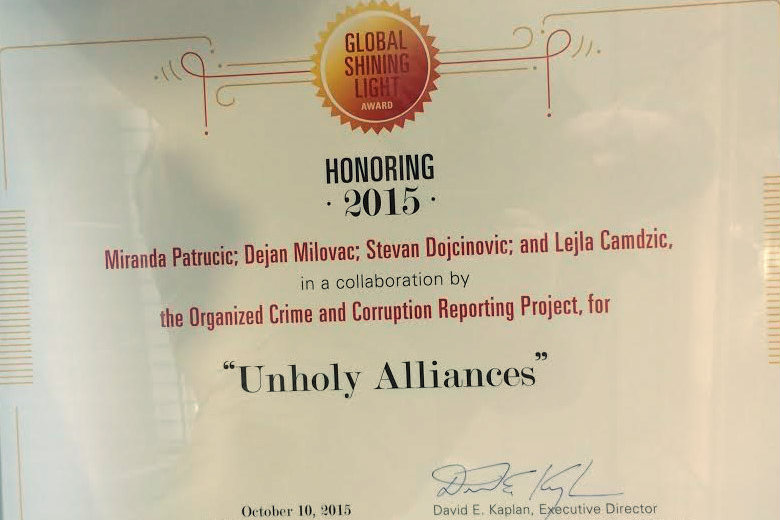 GLOBAL
SHINING
LIGHT
AWARD
HONORING
· 2015 ·
Miranda Patrucic; Dejan Milovac; Stevan Dojcinovic; and Lejla Camdzic,
in a collaboration by
the Organized Crime and Corruption Reporting Project, for
“Unholy Alliances”
October 10, 2015
David E. Kaplan, Executive Director